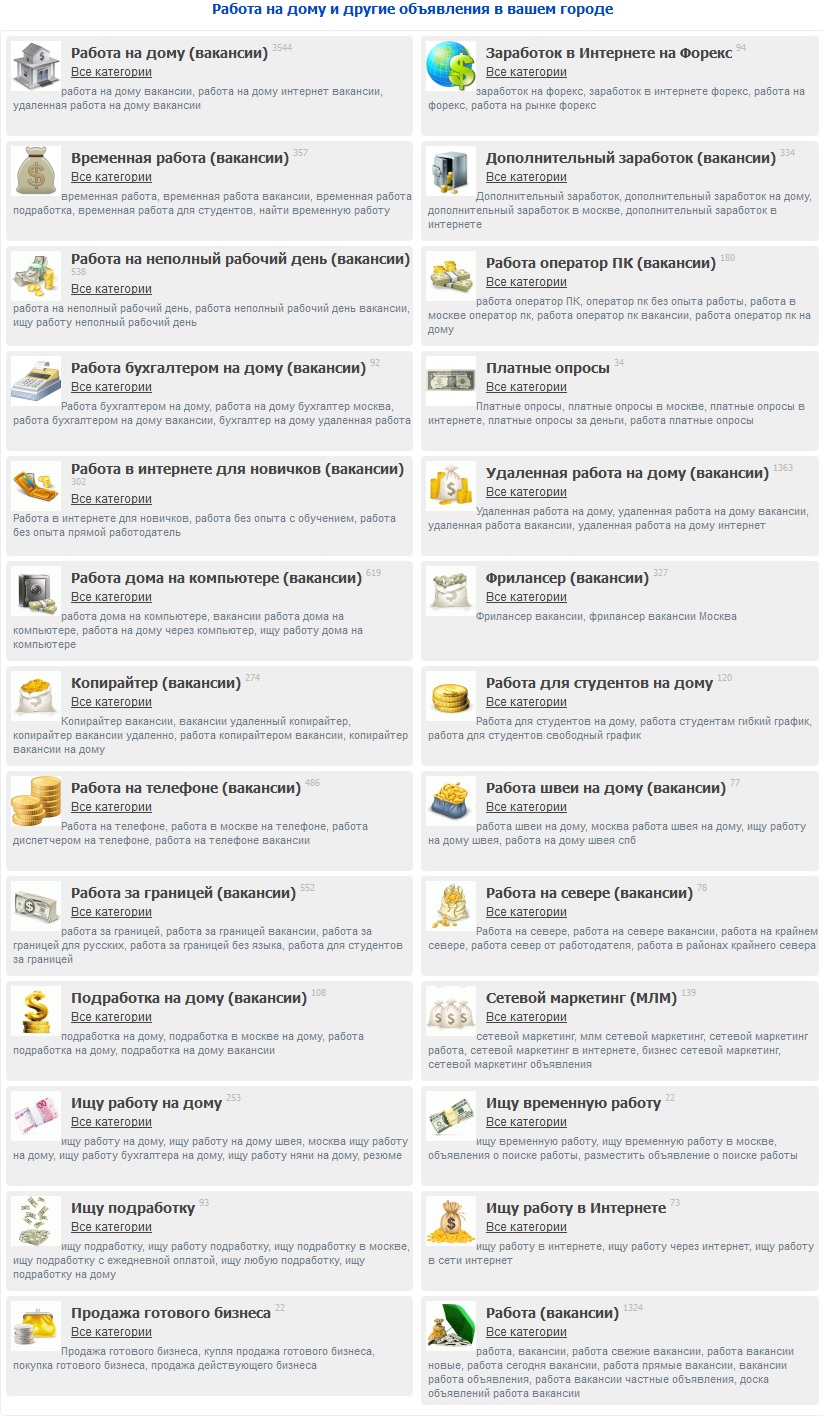 Работа на дому и другие объявления в вашем городе
Работа на дому (вакансии) 3544
Все категории
работа на дому вакансии, работа на дому интернет вакансии,
удаленная работа на дому вакансии
Заработок в Интернете на Форекс 94
Все категории
заработок на форекс, заработок в интернете форекс, работа на
форекс, работа на рынке форекс
Временная работа (вакансии) 357
Все категории
временная работа, временная работа вакансии, временная работа
подработка, временная работа для студентов, найти временную работу
Дополнительный заработок (вакансии) 334
Все категории
Дополнительный заработок, дополнительный заработок на дому,
дополнительный заработок в москве, дополнительный заработок в
интернете
Работа на неполный рабочий день (вакансии)
538
Все категории
работа на неполный рабочий день, работа неполный рабочий день вакансии,
ищу работу неполный рабочий день
Работа оператор ПК (вакансии) 180
Все категории
работа оператор ПК, оператор пк без опыта работы, работа в
москве оператор пк, работа оператор пк вакансии, работа оператор пк на
дому
Работа бухгалтером на дому (вакансии) 92
Все категории
Работа бухгалтером на дому, работа на дому бухгалтер москва,
работа бухгалтером на дому вакансии, бухгалтер на дому удаленная работа
Платные опросы 34
Все категории
Платные опросы, платные опросы в москве, платные опросы в
интернете, платные опросы за деньги, работа платные опросы
Работа в интернете для новичков (вакансии)
302
Все категории
Работа в интернете для новичков, работа без опыта с обучением, работа
без опыта прямой работодатель
Удаленная работа на дому (вакансии) 1363
Все категории
Удаленная работа на дому, удаленная работа на дому вакансии,
удаленная работа вакансии, удаленная работа на дому интернет
Работа дома на компьютере (вакансии) 619
Все категории
работа дома на компьютере, вакансии работа дома на
компьютере, работа на дому через компьютер, ищу работу дома на
компьютере
Фрилансер (вакансии) 327
Все категории
Фрилансер вакансии, фрилансер вакансии Москва
Копирайтер (вакансии) 274
Все категории
Копирайтер вакансии, вакансии удаленный копирайтер,
копирайтер вакансии удаленно, работа копирайтером вакансии, копирайтер
вакансии на дому
Работа для студентов на дому 120
Все категории
Работа для студентов на дому, работа студентам гибкий график,
работа для студентов свободный график
Работа на телефоне (вакансии) 486
Все категории
Работа на телефоне, работа в москве на телефоне, работа
диспетчером на телефоне, работа на телефоне вакансии
Работа швеи на дому (вакансии) 77
Все категории
работа швеи на дому, москва работа швея на дому, ищу работу
на дому швея, работа на дому швея спб
Работа за границей (вакансии) 552
Все категории
работа за границей, работа за границей вакансии, работа за
границей для русских, работа за границей без языка, работа для студентов
за границей
Работа на севере (вакансии) 78
Все категории
Работа на севере, работа на севере вакансии, работа на крайнем
севере, работа север от работодателя, работа в районах крайнего севера
Подработка на дому (вакансии) 108
Все категории
подработка на дому, подработка в москве на дому, работа
подработка на дому, подработка на дому вакансии
Сетевой маркетинг (МЛМ) 139
Все категории
сетевой маркетинг, млм сетевой маркетинг, сетевой маркетинг
работа, сетевой маркетинг в интернете, бизнес сетевой маркетинг,
сетевой маркетинг объявления
Ищу работу на дому 253
Все категории
ищу работу на дому, ищу работу на дому швея, москва ищу работу
на дому, ищу работу бухгалтера на дому, ищу работу няни на дому, резюме
Ищу временную работу 22
Все категории
ищу временную работу, ищу временную работу в москве,
объявления о поиске работы, разместить объявление о поиске работы
Ищу подработку 93
Все категории
ищу подработку, ищу работу подработку, ищу подработку в москве,
ищу подработку с ежедневной оплатой, ищу любую подработку, ищу
подработку на дому
Ищу работу в Интернете 73
Все категории
ищу работу в интернете, ищу работу через интернет, ищу работу
в сети интернет
Продажа готового бизнеса 22
Все категории
Продажа готового бизнеса, купля продажа готового бизнеса,
покупка готового бизнеса, продажа действующего бизнеса
Работа (вакансии) 1324
Все категории
работа, вакансии, работа свежие вакансии, работа вакансии
новые, работа сегодня вакансии, работа прямые вакансии, вакансии
работа объявления, работа вакансии частные объявления, доска
объявлений работа вакансии